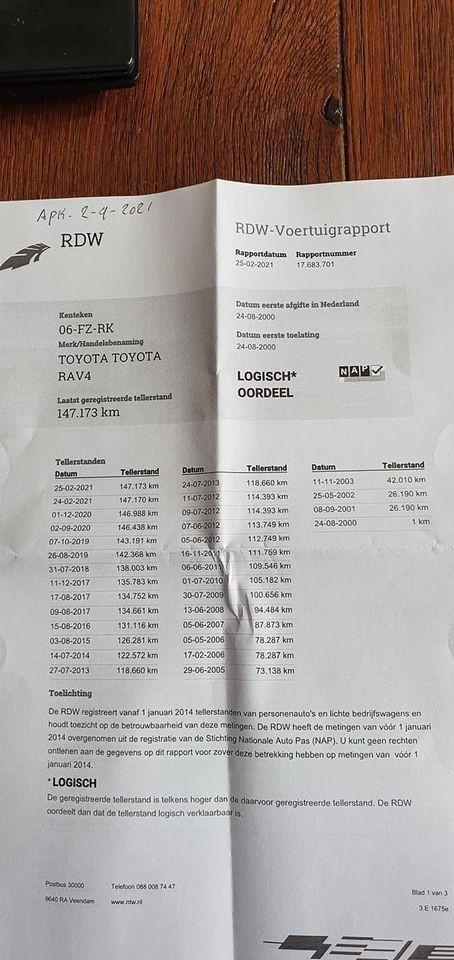 APK. 2-9-2021
RDW
RDW-Voertuigrapport
Rapportdatum Rapportnummer
25-02-2021 17.683.701
Kenteken
06-FZ-RK
Merk/Handelsbenaming
TOYOTA TOYOTA
RAV4
Laatst geregistreerde tellerstand
147.173 km
Datum eerste afgifte in Nederland
24-08-2000
Datum eerste toelating
24-08-2000
LOGISCH*
OORDEEL
NAP
Tellerstanden
Datum Tellerstand Datum Tellerstand Datum Tellerstand
25-02-2021 147.173 km 24-07-2013 118.660 km 11-11-2003 42.010 km
24-02-2021 147.170 km 11-07-2012 114.393 km 25-05-2002 26.190 km
01-12-2020 146.988 km 09-07-2012 114.393 km 08-09-2001 26.190 km
02-09-2020 146.438 km 07-06-2012 113.749 km 24-08-2000 1 km
07-10-2019 143.191 km 05-06-2012 112.749 km
26-08-2019 142.368 km 16-11-2011 111.759 km
31-07-2018 138.003 km 06-06-2011 109.546 km
11-12-2017 135.783 km 01-07-2010 105.182 km
17-08-2017 134.752 km 30-07-2009 100.656 km
09-08-2017 134.661 km 13-06-2008 94.484 km
15-08-2016 131.116 km 05-06-2007 87.873 km
03-08-2015 126.281 km 05-05-2006 78.287 km
14-07-2014 122.572 km 17-02-2006 78.287 km
27-07-2013 118.660 km 29-06-2005 73.138 km
Toelichting
De RDW registreert vanaf 1 januari 2014 tellerstanden van personenauto's en lichte bedrijfswagens en
houdt toezicht op de betrouwbaarheid van deze metingen. De RDW heeft de metingen van vóór 1 januari
2014 overgenomen uit de registratie van de Stichting Nationale Auto Pas (NAP). U kunt geen rechten
ontlenen aan de gegevens op dit rapport voor zover deze betrekking hebben op metingen van vóór 1
januari 2014.
*LOGISCH
De geregistreerde tellerstand is telkens hoger dan de daarvoor geregistreerde tellerstand. De RDW
oordeelt dan dat de tellerstand logisch verklaarbaar is.
Postbus 30000 Telefoon 088 008 74 47
9640 RA Veendam www.rdw.nl
Blad 1 van 3
3 E 1675e